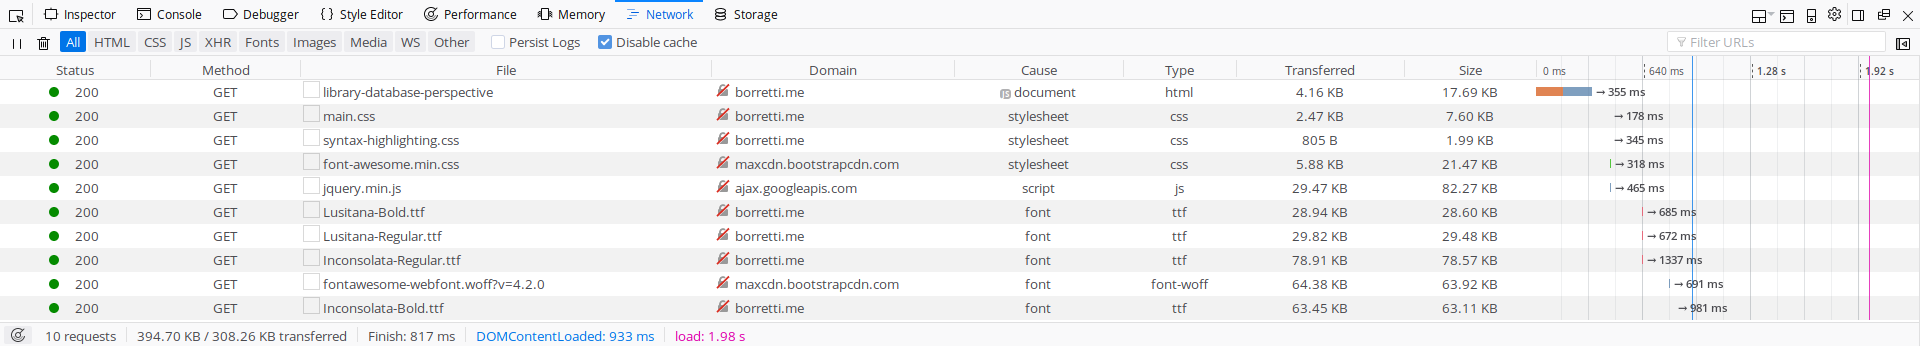 Inspector Console Debugger Style Editor Performance Memory Network Storage
All HTML CSS JS XHR Fonts Images Media WS Other Persist Logs Disable cache Filter URLs
Status Method File Domain Cause Type Transferred Size 0 ms 640 ms 1.28 s 1.92 s
200 GET library-database-perspective borretti.me JS document html 4.16 KB 17.69 KB → 355 ms
200 GET main.css borretti.me stylesheet css 2.47 KB 7.60 KB → 178 ms
200 GET syntax-highlighting.css borretti.me stylesheet css 805 B 1.99 KB → 345 ms
200 GET font-awesome.min.css maxcdn.bootstrapcdn.com stylesheet css 5.88 KB 21.47 KB → 318 ms
200 GET jquery.min.js ajax.googleapis.com script js 29.47 KB 82.27 KB → 465 ms
200 GET Lusitana-Bold.ttf borretti.me font ttf 28.94 KB 28.60 KB → 685 ms
200 GET Lusitana-Regular.ttf borretti.me font ttf 29.82 KB 29.48 KB → 672 ms
200 GET Inconsolata-Regular.ttf borretti.me font ttf 78.91 KB 78.57 KB → 1337 ms
200 GET fontawesome-webfont.woff?v=4.2.0 maxcdn.bootstrapcdn.com font font-woff 64.38 KB 63.92 KB → 691 ms
200 GET Inconsolata-Bold.ttf borretti.me font ttf 63.45 KB 63.11 KB → 981 ms
10 requests 394.70 KB / 308.26 KB transferred Finish: 817 ms DOMContentLoaded: 933 ms load: 1.98 s